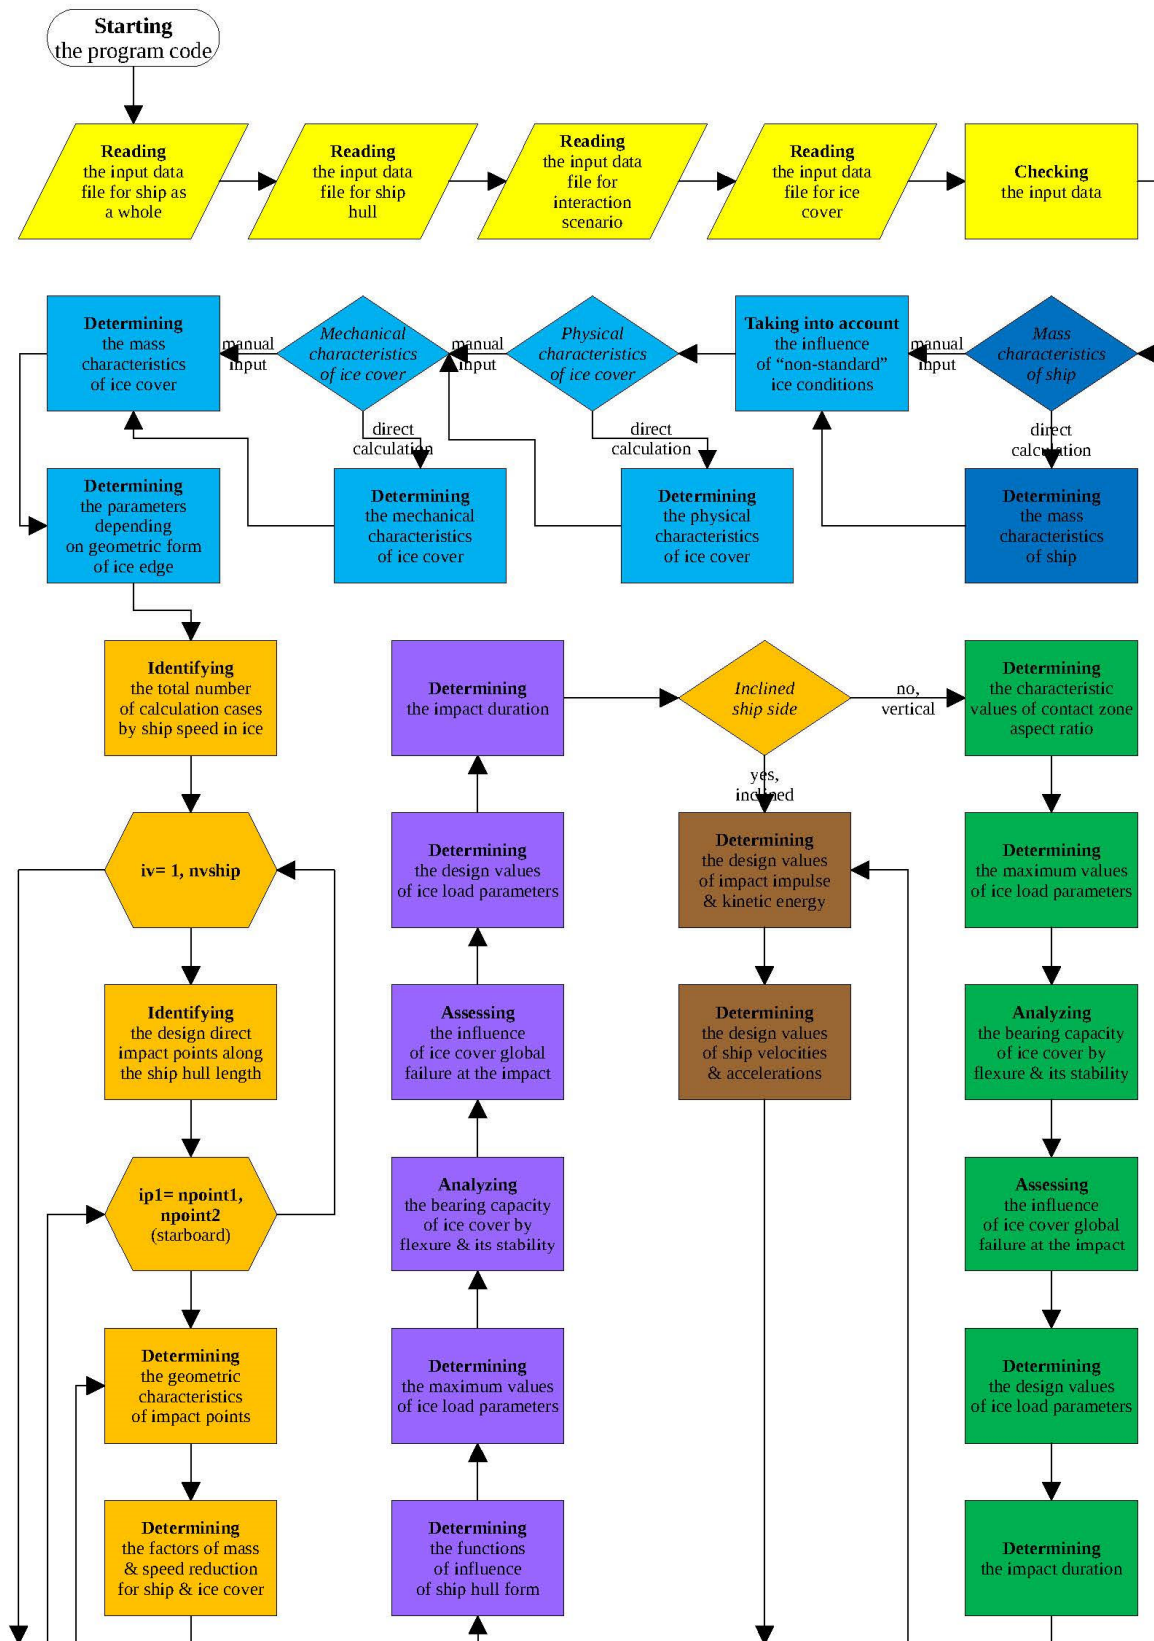 Starting
the program code
Reading
the input data
file for ship as
a whole
Reading
the input data
file for ship
hull
Reading
the input data
file for
interaction
scenario
Reading
the input data
file for ice
cover
Checking
the input data
Determining
the mass
characteristics
of ice cover
manual
input
Mechanical
characteristics
of ice cover
manual
input
Physical
characteristics
of ice cover
Taking into account
the influence
of “non-standard”
ice conditions
manual
input
Mass
characteristics
of ship
direct
calculation
direct
calculation
direct
calculation
Determining
the parameters
depending
on geometric form
of ice edge
Determining
the mechanical
characteristics
of ice cover
Determining
the physical
characteristics
of ice cover
Determining
the mass
characteristics
of ship
Identifying
the total number
of calculation cases
by ship speed in ice
Determining
the impact duration
Inclined
ship side
no,
vertical
Determining
the characteristic
values of contact zone
aspect ratio
yes,
inclined
iv= 1, nvship
Determining
the design values
of ice load parameters
Determining
the design values
of impact impulse
& kinetic energy
Determining
the maximum values
of ice load parameters
Identifying
the design direct
impact points along
the ship hull length
Assessing
the influence
of ice cover global
failure at the impact
Determining
the design values
of ship velocities
& accelerations
Analyzing
the bearing capacity
of ice cover by
flexure & its stability
ip1= npoint1,
npoint2
(starboard)
Analyzing
the bearing capacity
of ice cover by
flexure & its stability
Assessing
the influence
of ice cover global
failure at the impact
Determining
the geometric
characteristics
of impact points
Determining
the maximum values
of ice load parameters
Determining
the design values
of ice load parameters
Determining
the factors of mass
& speed reduction
for ship & ice cover
Determining
the functions
of influence
of ship hull form
Determining
the impact duration